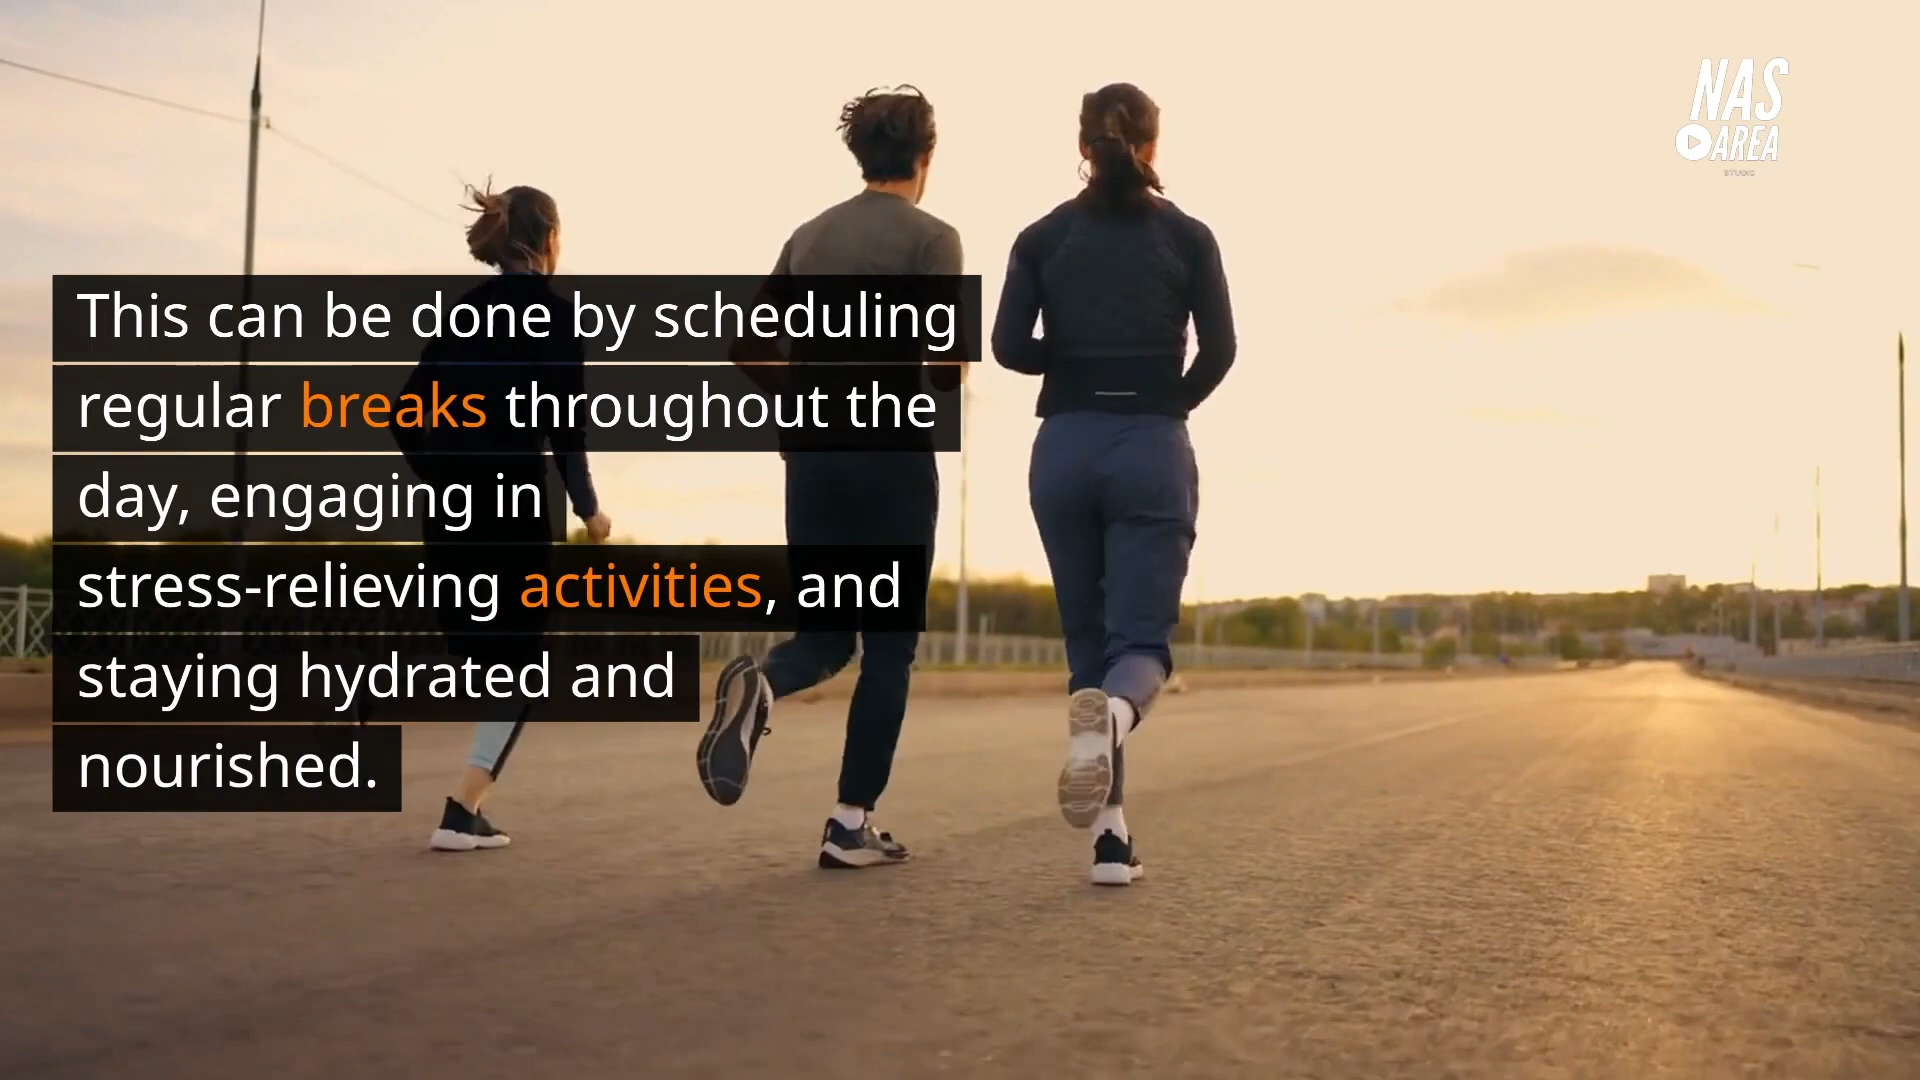 NAS
AREA
STUDIO
This can be done by scheduling
regular breaks throughout the
day, engaging in
stress-relieving activities, and
staying hydrated and
nourished.